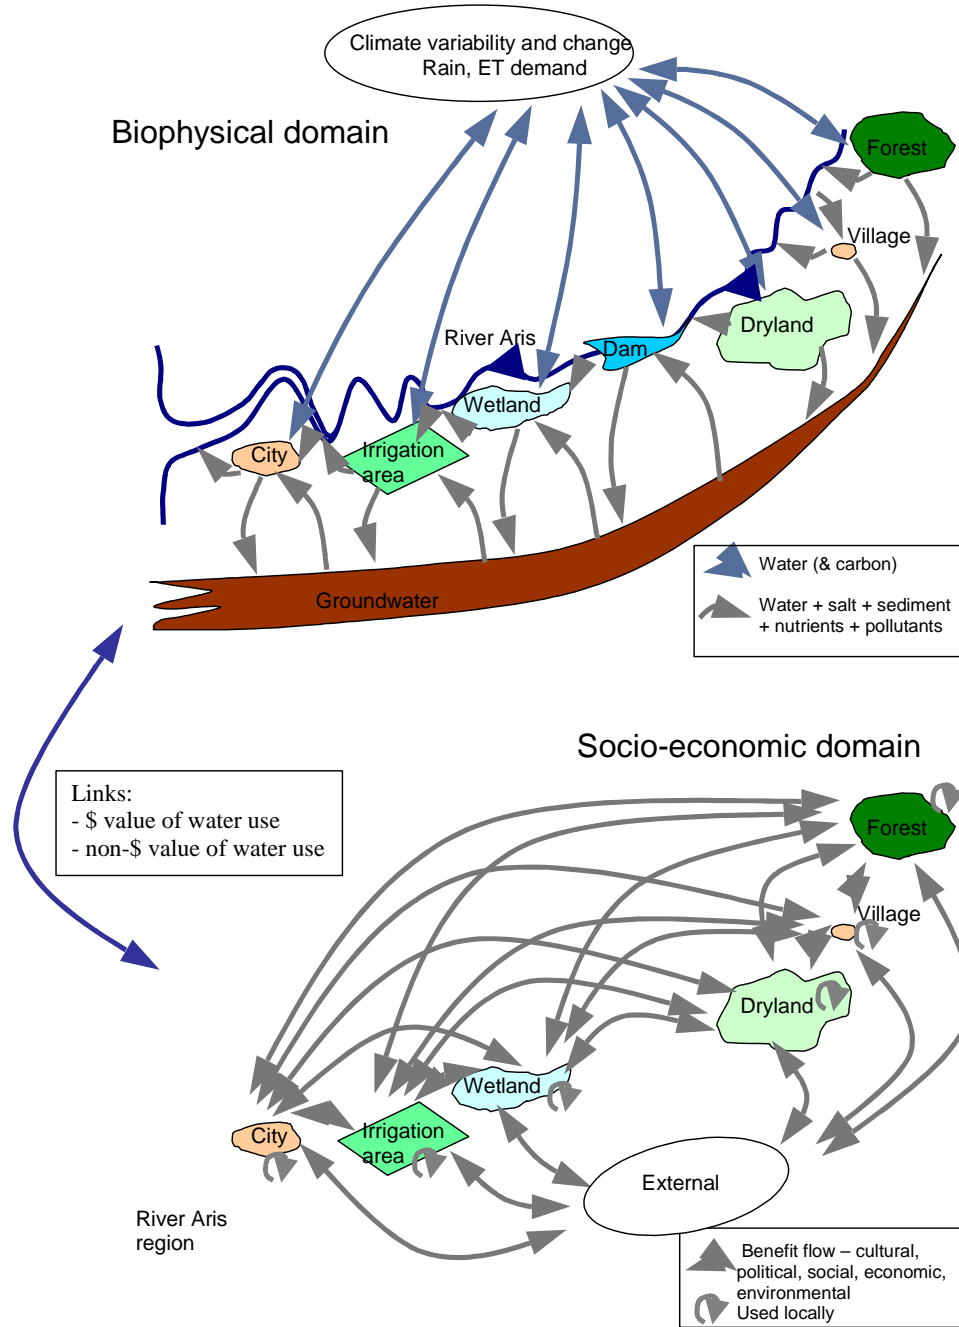 Climate variability and change
Rain, ET demand
Biophysical domain
Forest
Village
Dryland
River Aris
Dam
Wetland
City
Irrigation
area
Groundwater
Water (& carbon)
Water + salt + sediment
+ nutrients + pollutants
Socio-economic domain
Links:
- $ value of water use
- non-$ value of water use
Forest
Village
Dryland
Wetland
City
Irrigation
area
External
River Aris
region
Benefit flow – cultural,
political, social, economic,
environmental
Used locally